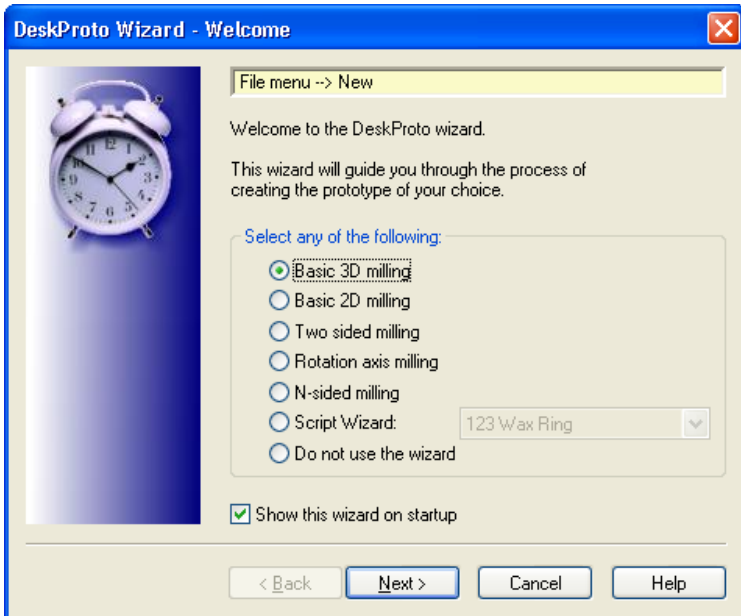 DeskProto Wizard - Welcome
File menu --> New
Welcome to the DeskProto wizard.
This wizard will guide you through the process of
creating the prototype of your choice.
Select any of the following:
Basic 3D milling
Basic 2D milling
Two sided milling
Rotation axis milling
N-sided milling
Script Wizard: 123 Wax Ring
Do not use the wizard
Show this wizard on startup
< Back Next > Cancel Help